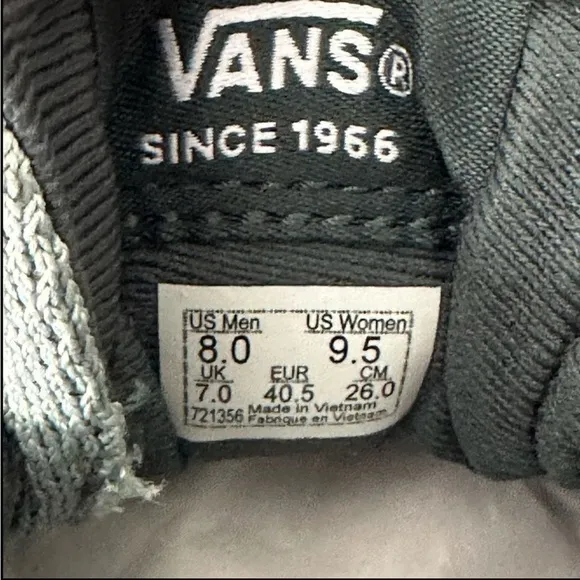 VANS®
SINCE 1966
US Men US Women
8.0 9.5
UK EUR CM
7.0 40.5 26.0
721356 Made in Vietnam
Fabriqué en Vietnam